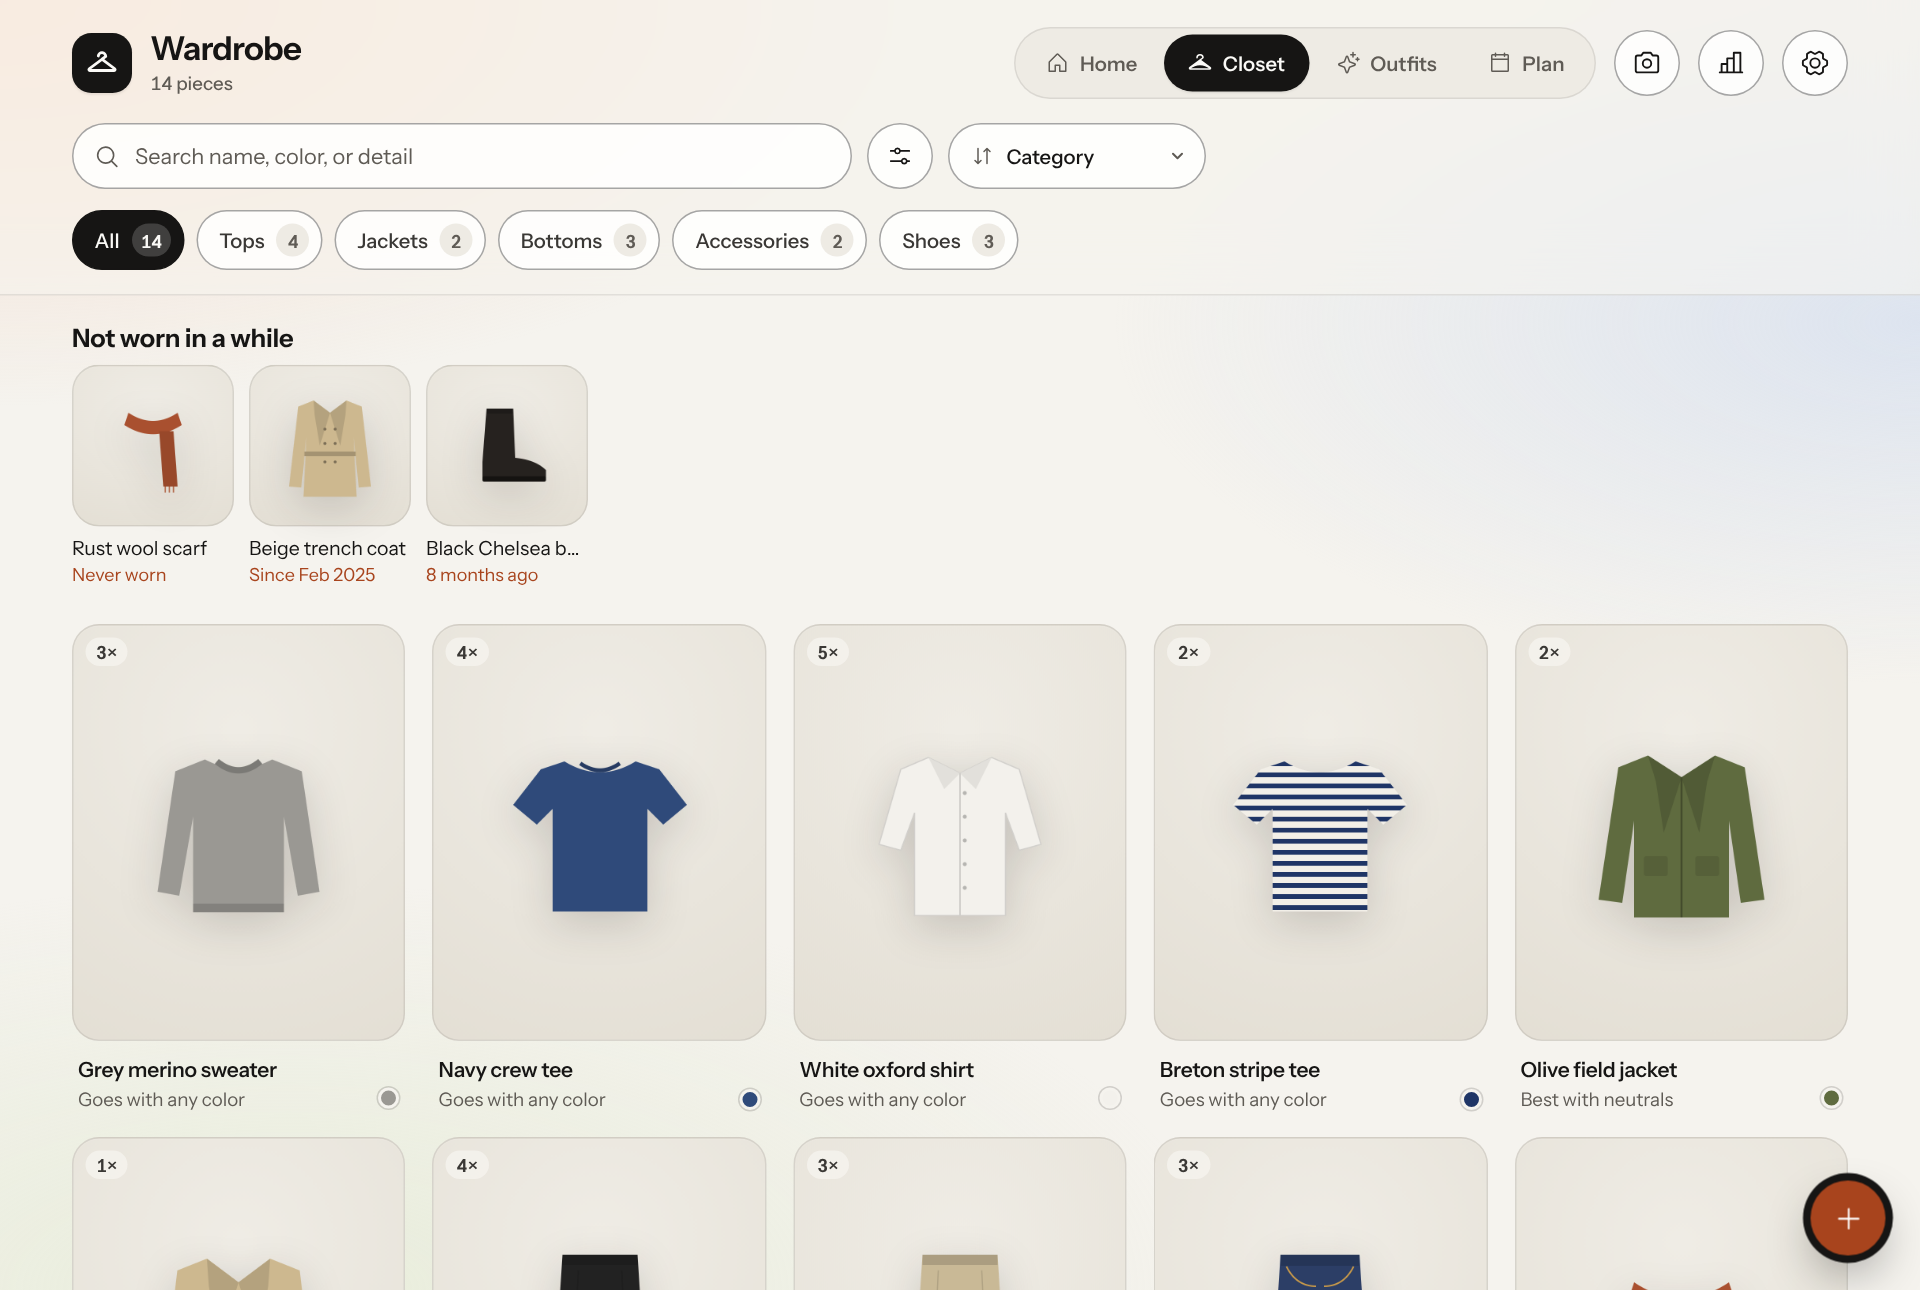 Wardrobe
14 pieces
Home
Closet
Outfits
Plan
Search name, color, or detail
Category
All 14
Tops 4
Jackets 2
Bottoms 3
Accessories 2
Shoes 3
Not worn in a while
Rust wool scarf
Never worn
Beige trench coat
Since Feb 2025
Black Chelsea b...
8 months ago
3×
4×
5×
2×
2×
Grey merino sweater
Goes with any color
Navy crew tee
Goes with any color
White oxford shirt
Goes with any color
Breton stripe tee
Goes with any color
Olive field jacket
Best with neutrals
1×
4×
3×
3×